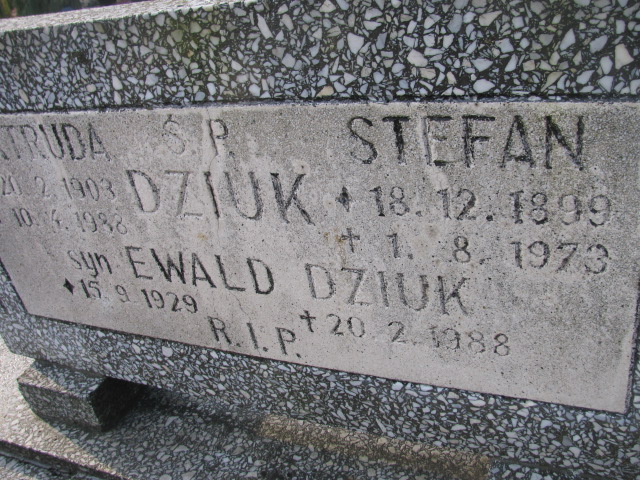 TRUDA Ś.P. STEFAN
20.2.1903 DZIUK * 18.12.1899
10.4.1988 + 1.8.1973
syn EWALD DZIUK
* 15.9.1929 + 20.2.1988
R.I.P.